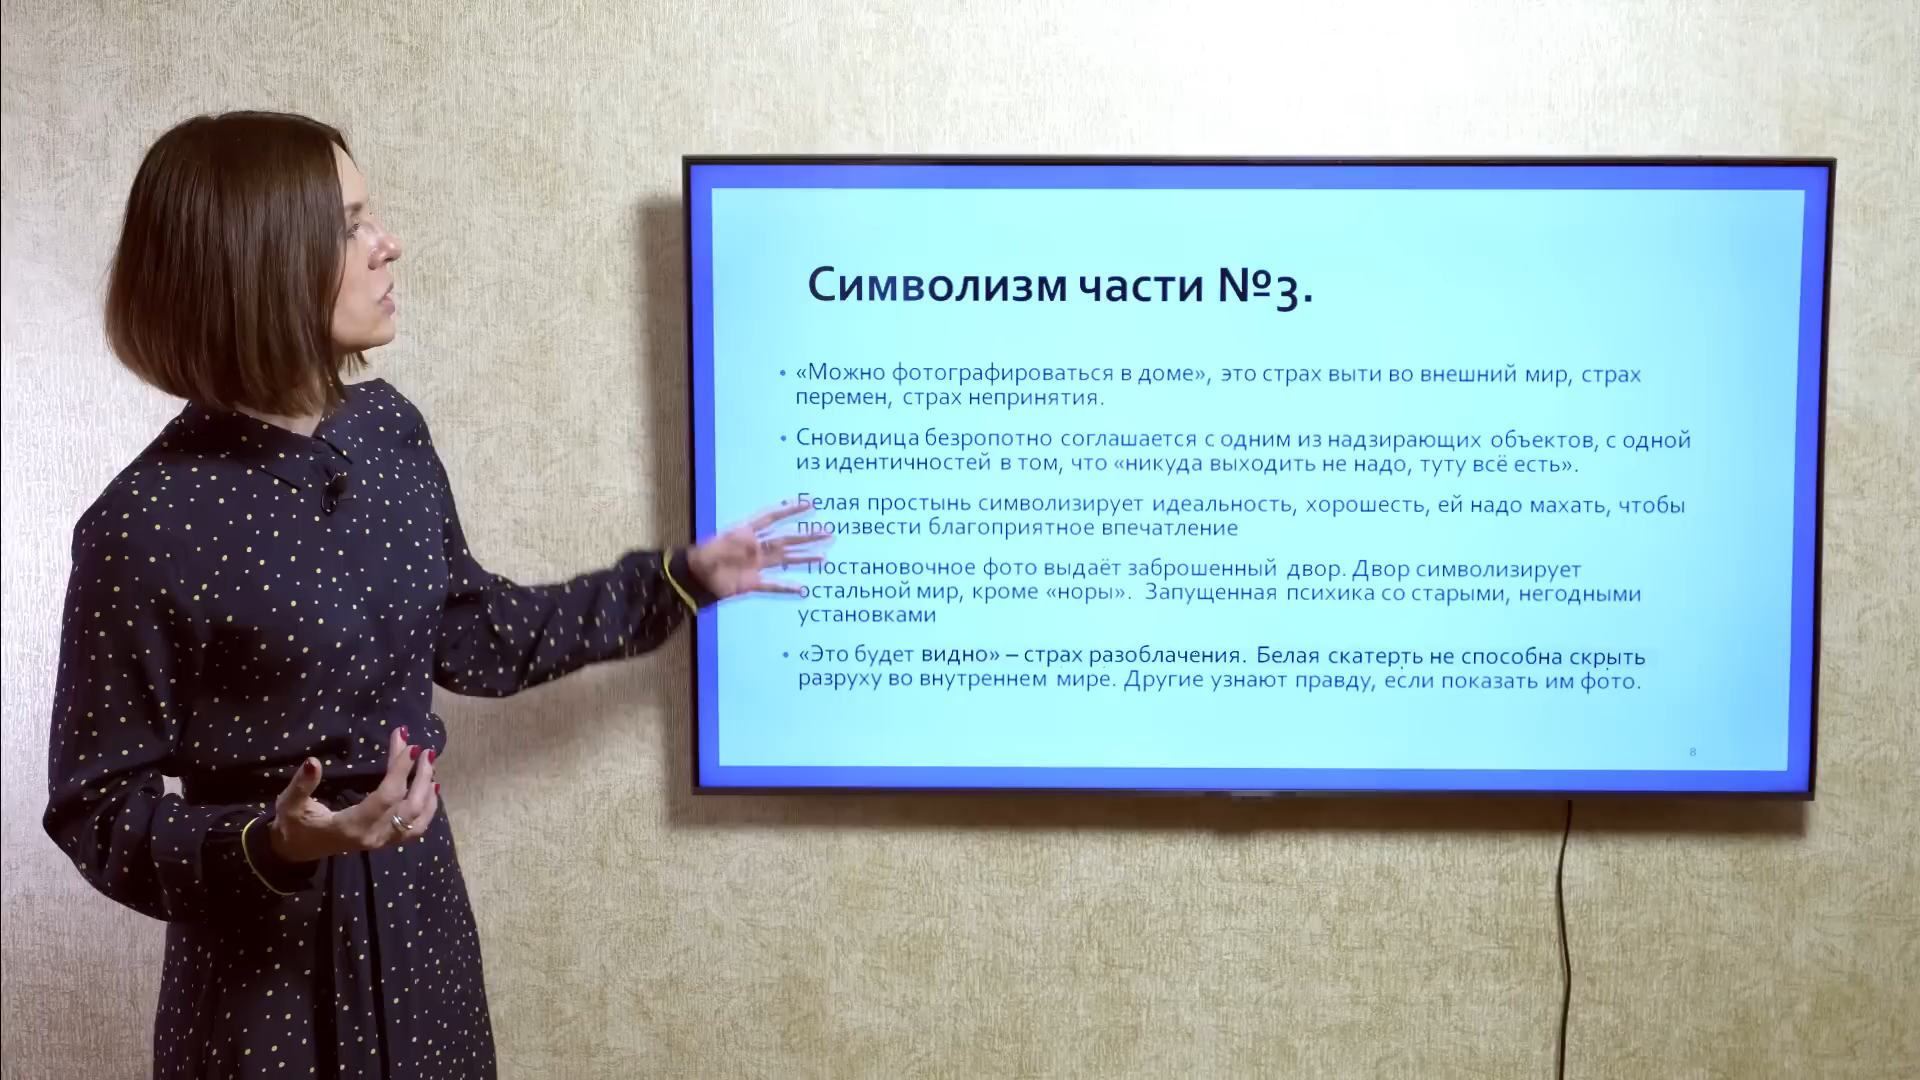 Символизм части №3.
• «Можно фотографироваться в доме», это страх выти во внешний мир, страх
перемен, страх непринятия.
• Сновидица безропотно соглашается с одним из надзирающих объектов, с одной
из идентичностей в том, что «никуда выходить не надо, туту всё есть».
• Белая простынь символизирует идеальность, хорошесть, ей надо махать, чтобы
произвести благоприятное впечатление
• Постановочное фото выдаёт заброшенный двор. Двор символизирует
остальной мир, кроме «норы». Запущенная психика со старыми, негодными
установками
• «Это будет видно» – страх разоблачения. Белая скатерть не способна скрыть
разруху во внутреннем мире. Другие узнают правду, если показать им фото.
8